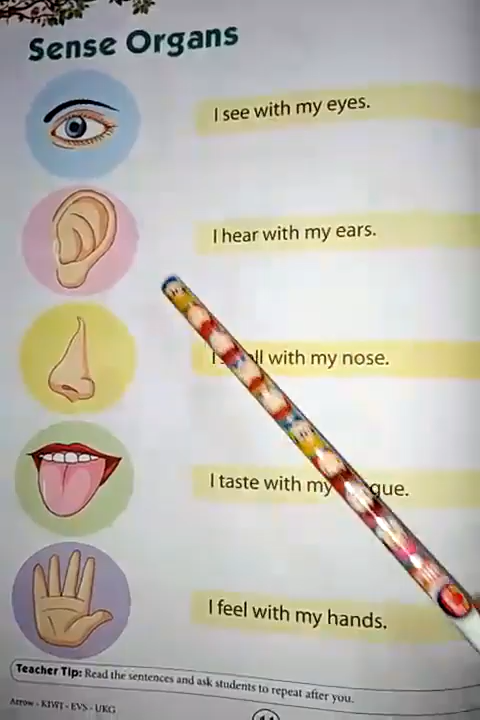 Sense Organs
I see with my eyes.
I hear with my ears.
I with my nose.
I taste with my
I feel with my hands.
Teacher Tip: Read the sentences and ask students to repeat after you.
Arrow - KIWI - EVS - UKG